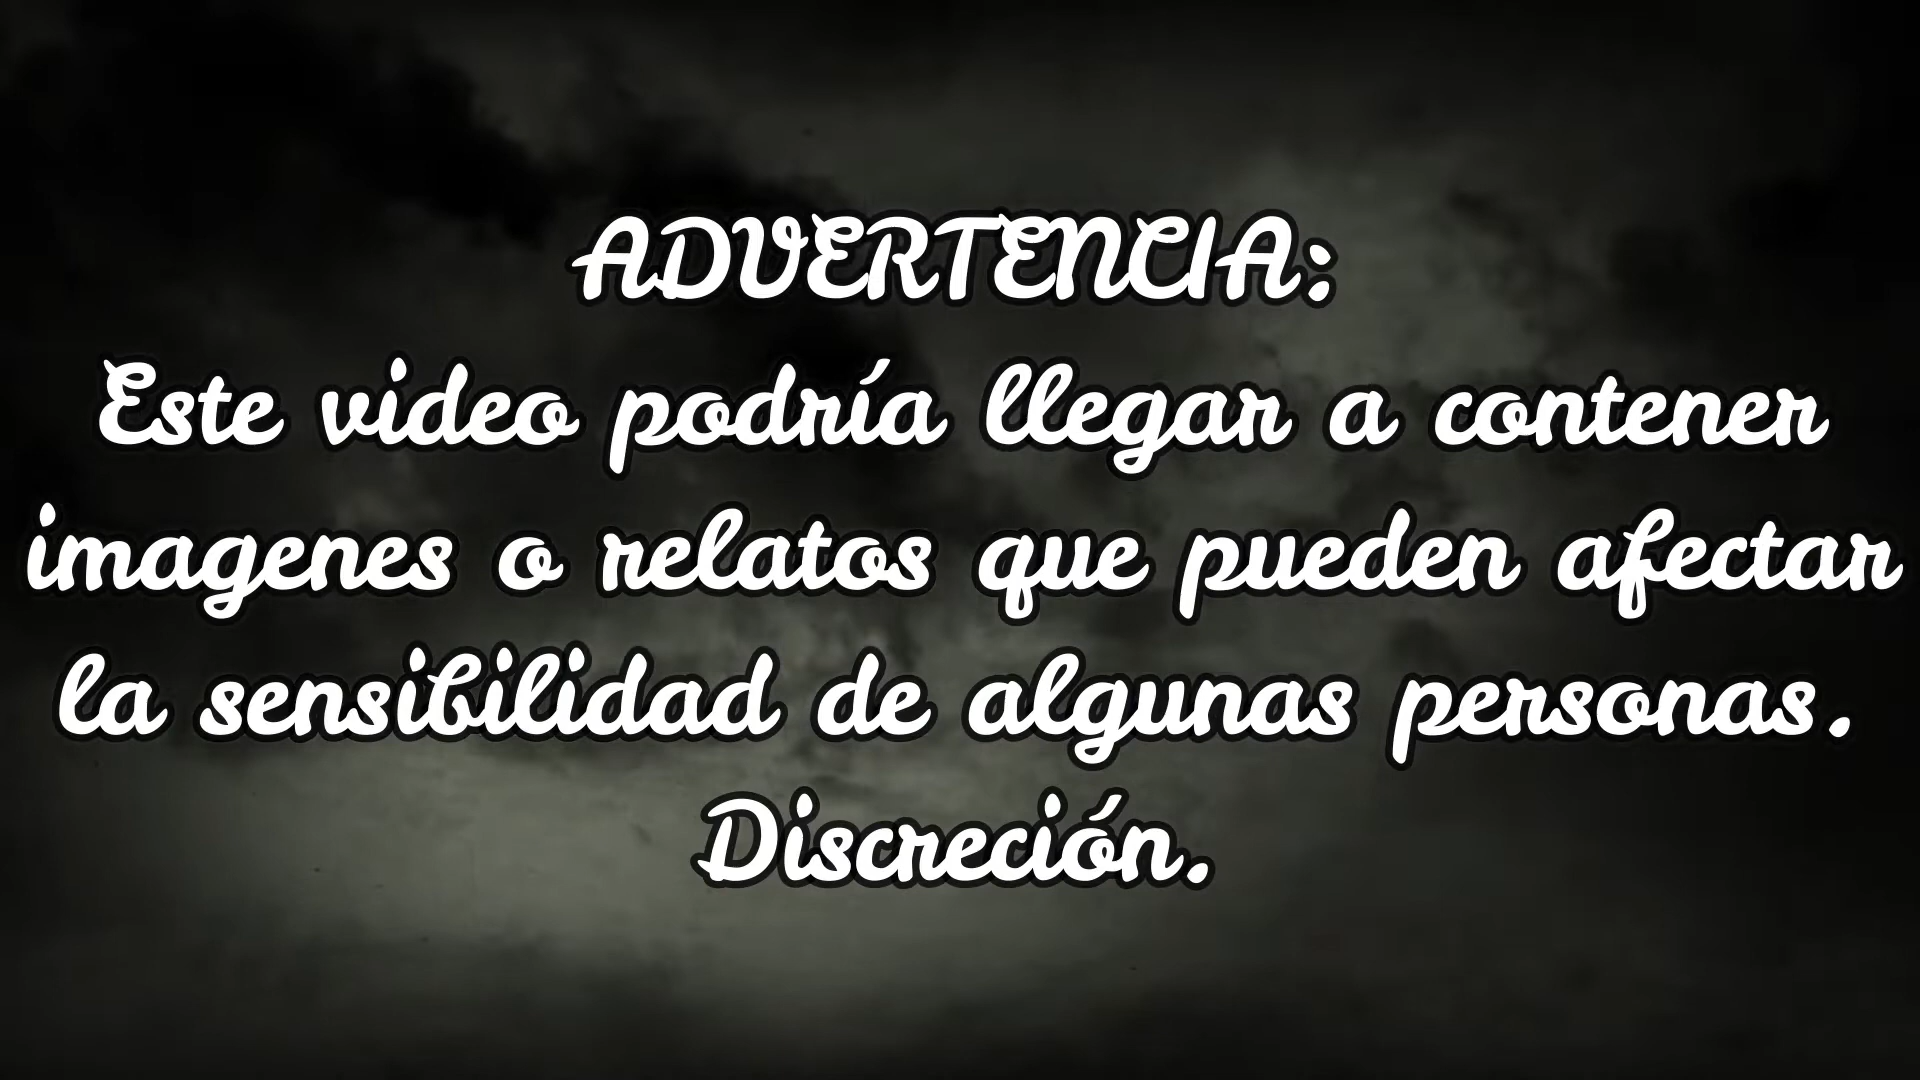 ADVERTENCIA:
Este video podría llegar a contener
imagenes o relatos que pueden afectar
la sensibilidad de algunas personas.
Discreción.